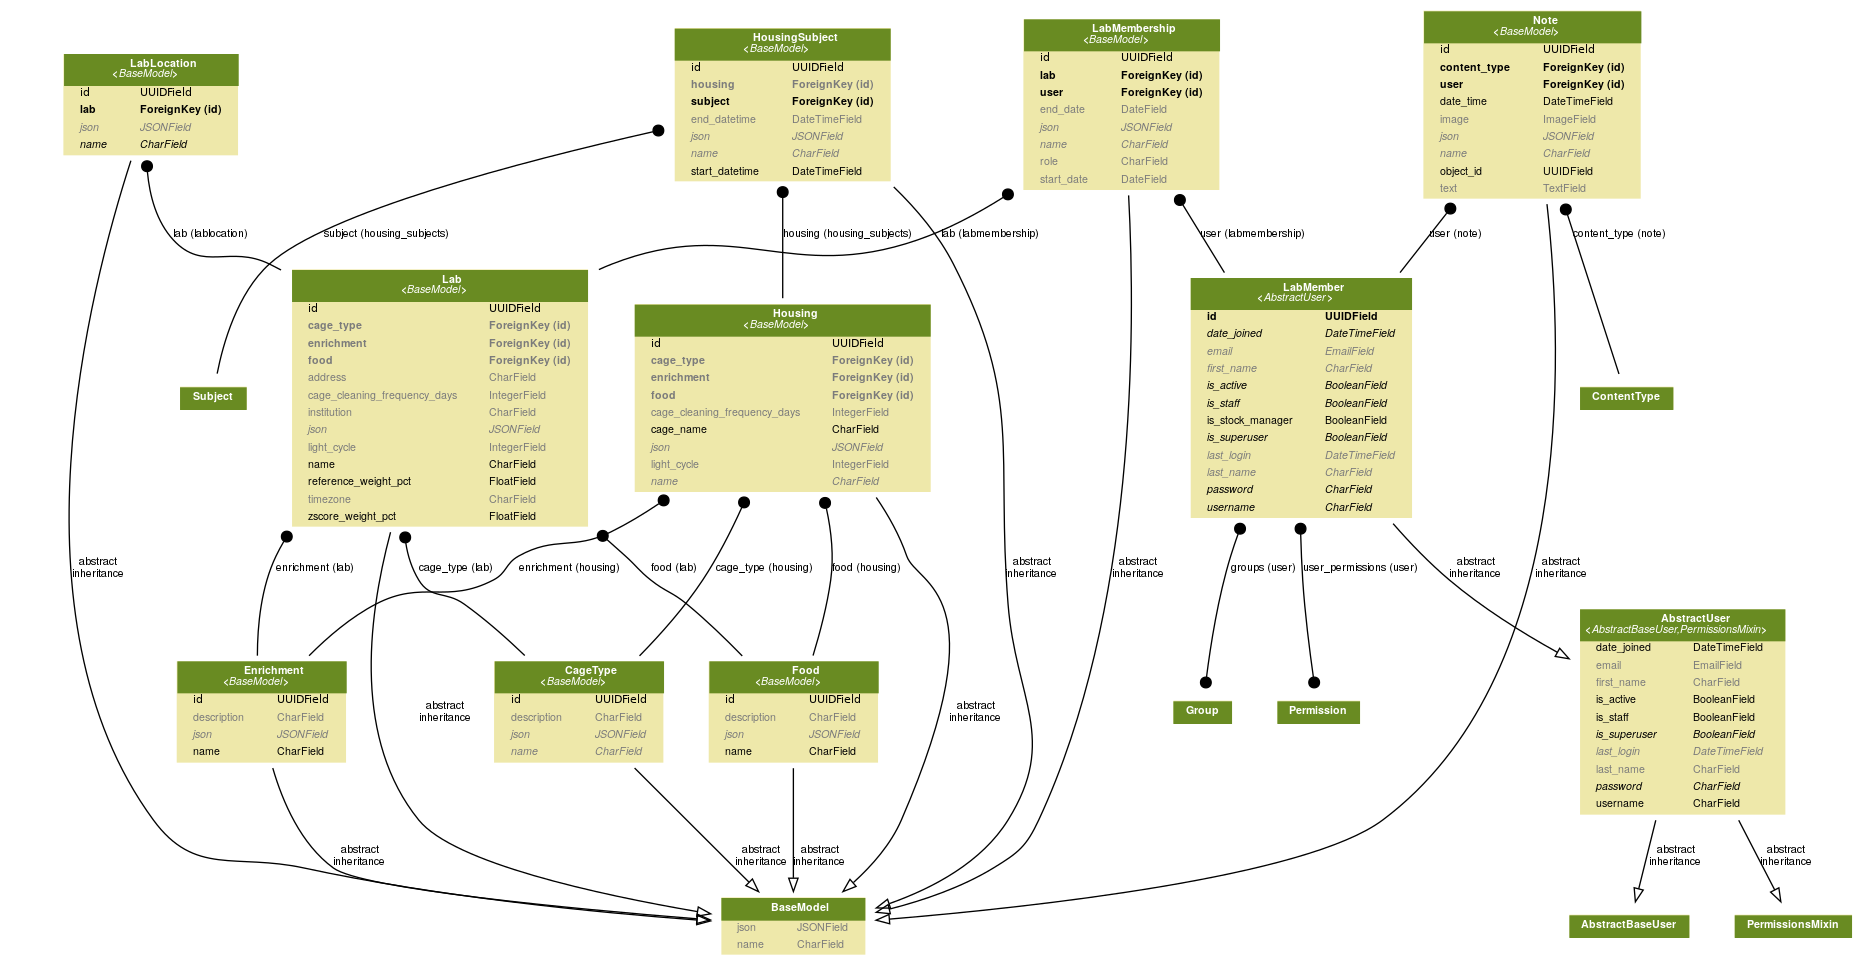 LabLocation
<BaseModel>
id UUIDField
lab ForeignKey (id)
json JSONField
name CharField
HousingSubject
<BaseModel>
id UUIDField
housing ForeignKey (id)
subject ForeignKey (id)
end_datetime DateTimeField
json JSONField
name CharField
start_datetime DateTimeField
LabMembership
<BaseModel>
id UUIDField
lab ForeignKey (id)
user ForeignKey (id)
end_date DateField
json JSONField
name CharField
role CharField
start_date DateField
Note
<BaseModel>
id UUIDField
content_type ForeignKey (id)
user ForeignKey (id)
date_time DateTimeField
image ImageField
json JSONField
name CharField
object_id UUIDField
text TextField
lab (lablocation)
subject (housing_subjects)
housing (housing_subjects)
lab (labmembership)
user (labmembership)
user (note)
content_type (note)
Lab
<BaseModel>
id UUIDField
cage_type ForeignKey (id)
enrichment ForeignKey (id)
food ForeignKey (id)
address CharField
cage_cleaning_frequency_days IntegerField
institution CharField
json JSONField
light_cycle IntegerField
name CharField
reference_weight_pct FloatField
timezone CharField
zscore_weight_pct FloatField
Housing
<BaseModel>
id UUIDField
cage_type ForeignKey (id)
enrichment ForeignKey (id)
food ForeignKey (id)
cage_cleaning_frequency_days IntegerField
cage_name CharField
json JSONField
light_cycle IntegerField
name CharField
LabMember
<AbstractUser>
id UUIDField
date_joined DateTimeField
email EmailField
first_name CharField
is_active BooleanField
is_staff BooleanField
is_stock_manager BooleanField
is_superuser BooleanField
last_login DateTimeField
last_name CharField
password CharField
username CharField
Subject
ContentType
abstract
inheritance
enrichment (lab)
cage_type (lab)
enrichment (housing)
food (lab)
cage_type (housing)
food (housing)
abstract
inheritance
abstract
inheritance
groups (user)
user_permissions (user)
abstract
inheritance
abstract
inheritance
AbstractUser
<AbstractBaseUser,PermissionsMixin>
date_joined DateTimeField
email EmailField
first_name CharField
is_active BooleanField
is_staff BooleanField
is_superuser BooleanField
last_login DateTimeField
last_name CharField
password CharField
username CharField
Enrichment
<BaseModel>
id UUIDField
description CharField
json JSONField
name CharField
abstract
inheritance
CageType
<BaseModel>
id UUIDField
description CharField
json JSONField
name CharField
Food
<BaseModel>
id UUIDField
description CharField
json JSONField
name CharField
abstract
inheritance
Group
Permission
abstract
inheritance
abstract
inheritance
abstract
inheritance
abstract
inheritance
abstract
inheritance
BaseModel
json JSONField
name CharField
AbstractBaseUser
PermissionsMixin